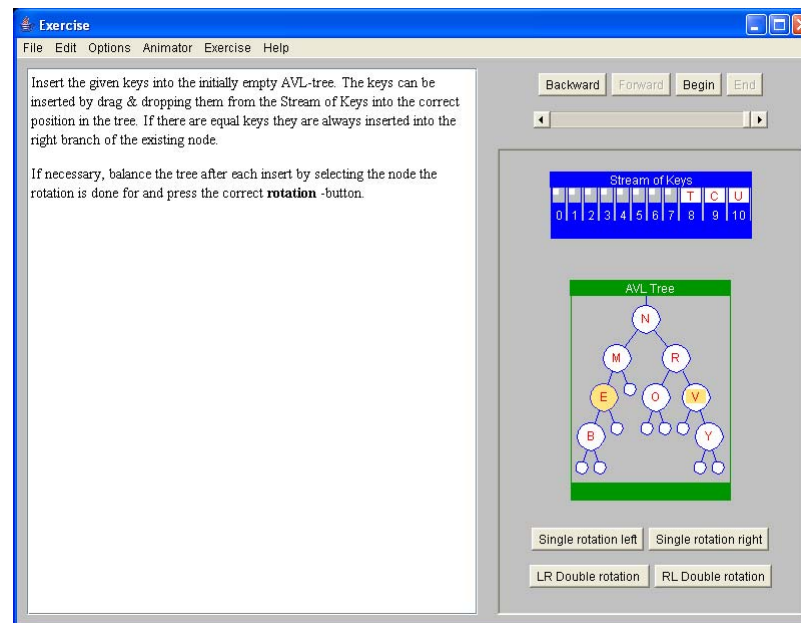 Exercise
File Edit Options Animator Exercise Help
Insert the given keys into the initially empty AVL-tree. The keys can be
inserted by drag & dropping them from the Stream of Keys into the correct
position in the tree. If there are equal keys they are always inserted into the
right branch of the existing node.
If necessary, balance the tree after each insert by selecting the node the
rotation is done for and press the correct rotation -button.
Backward Forward Begin End
Stream of Keys
T C U
0 1 2 3 4 5 6 7 8 9 10
AVL Tree
N
M R
E O V
B Y
Single rotation left Single rotation right
LR Double rotation RL Double rotation